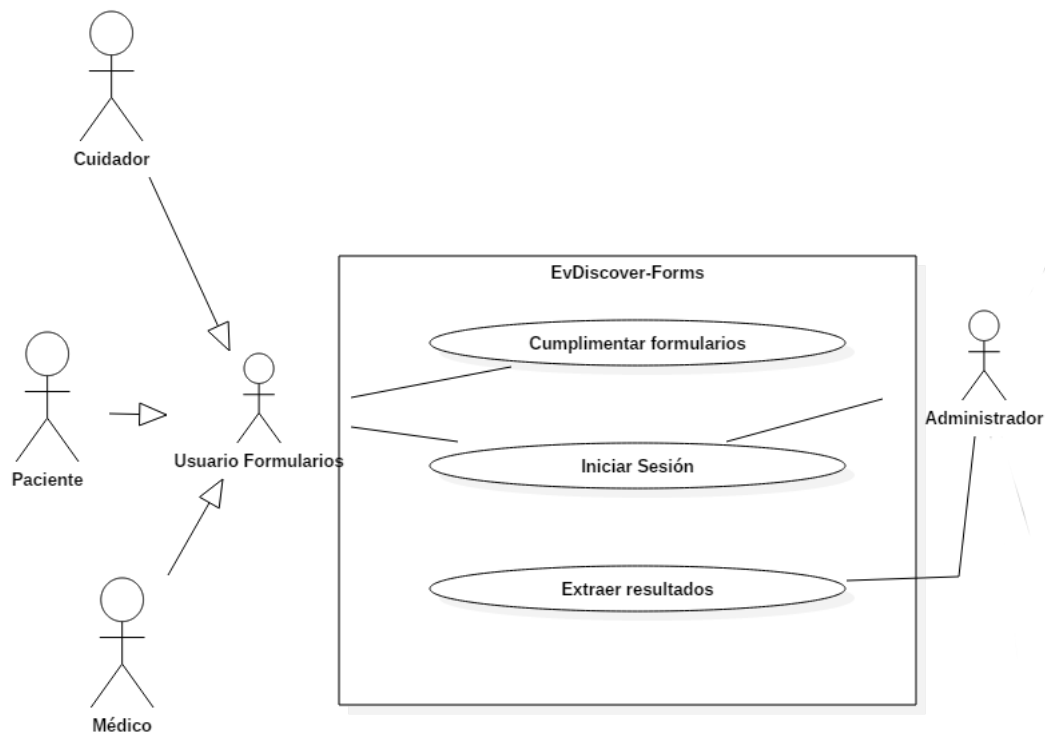 Cuidador
EvDiscover-Forms
Cumplimentar formularios
Administrador
Usuario Formularios
Iniciar Sesión
Paciente
Extraer resultados
Médico